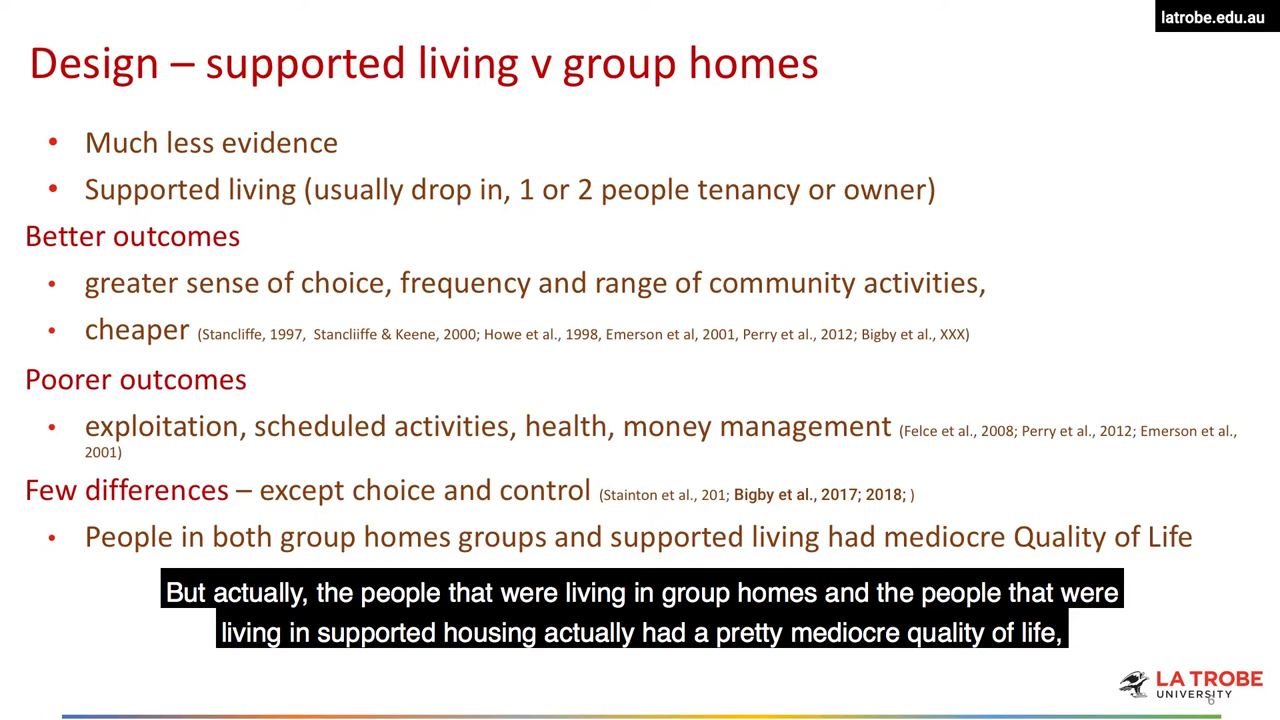 latrobe.edu.au
Design – supported living v group homes
• Much less evidence
• Supported living (usually drop in, 1 or 2 people tenancy or owner)
Better outcomes
• greater sense of choice, frequency and range of community activities,
• cheaper (Stancliffe, 1997, Stancliiffe & Keene, 2000; Howe et al., 1998, Emerson et al, 2001, Perry et al., 2012; Bigby et al., XXX)
Poorer outcomes
• exploitation, scheduled activities, health, money management (Felce et al., 2008; Perry et al., 2012; Emerson et al.,
2001)
Few differences – except choice and control (Stainton et al., 201; Bigby et al., 2017; 2018; )
• People in both group homes groups and supported living had mediocre Quality of Life
But actually, the people that were living in group homes and the people that were
living in supported housing actually had a pretty mediocre quality of life,
LA TROBE
UNIVERSITY
6